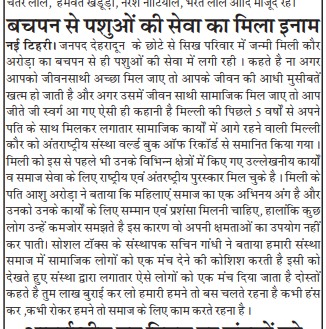 चेतर लाल, हेमवंत खेड़वा, नरेश नौटियाल, भरत लाल आदि मौजूद रहे।
बचपन से पशुओं की सेवा का मिला इनाम
नई टिहरी। जनपद देहरादून के छोटे से सिख परिवार में जन्मी मिली कौर
अरोड़ा का बचपन से ही पशुओं की सेवा में लगी रही । कहते है ना अगर
आपको जीवनसाथी अच्छा मिल जाए तो आपके जीवन की आधी मुसीबतें
खत्म हो जाती है और अगर उसमें जीवन साथी सामाजिक मिल जाए तो आप
जीते जी स्वर्ग आ गए ऐसी ही कहानी है मिल्ली की पिछले 5 वर्षों से अपने
पति के साथ मिलकर लगातार सामाजिक कार्यों में आगे रहने वाली मिल्ली
कौर को अंतराष्ट्रीय संस्था वर्ल्ड बुक ऑफ रिकॉर्ड से समानित किया गया ।
मिली को इस से पहले भी उनके विभिन्न क्षेत्रों में किए गए उल्लेखनीय कार्यों
व समाज सेवा के लिए राष्ट्रीय एवं अंतराष्ट्रीय पुरस्कार मिल चुके है । मिली के
पति आशु अरोड़ा ने बताया कि महिलाएं समाज का एक अभिनय अंग है और
उनको उनके कार्यों के लिए सम्मान एवं प्रशंसा मिलनी चाहिए, हालांकि कुछ
लोग उन्हें कमजोर समझते है इस कारण वो अपनी क्षमताओं का उपयोग नहीं
कर पाती। सोशल टॉक्स के संस्थापक सचिन गांधी ने बताया हमारी संस्था
समाज में सामाजिक लोगों को एक मंच देने की कोशिश करती है इसी को
देखते हुए संस्था द्वारा लगातार ऐसे लोगों को एक मंच दिया जाता है दोस्तों
कहते है तुम लाख बुराई कर लो हमारी हमने तो बस चलते रहना है कभी हंस
कर ,कभी रोकर हमने तो समाज के लिए काम करते रहना है ।